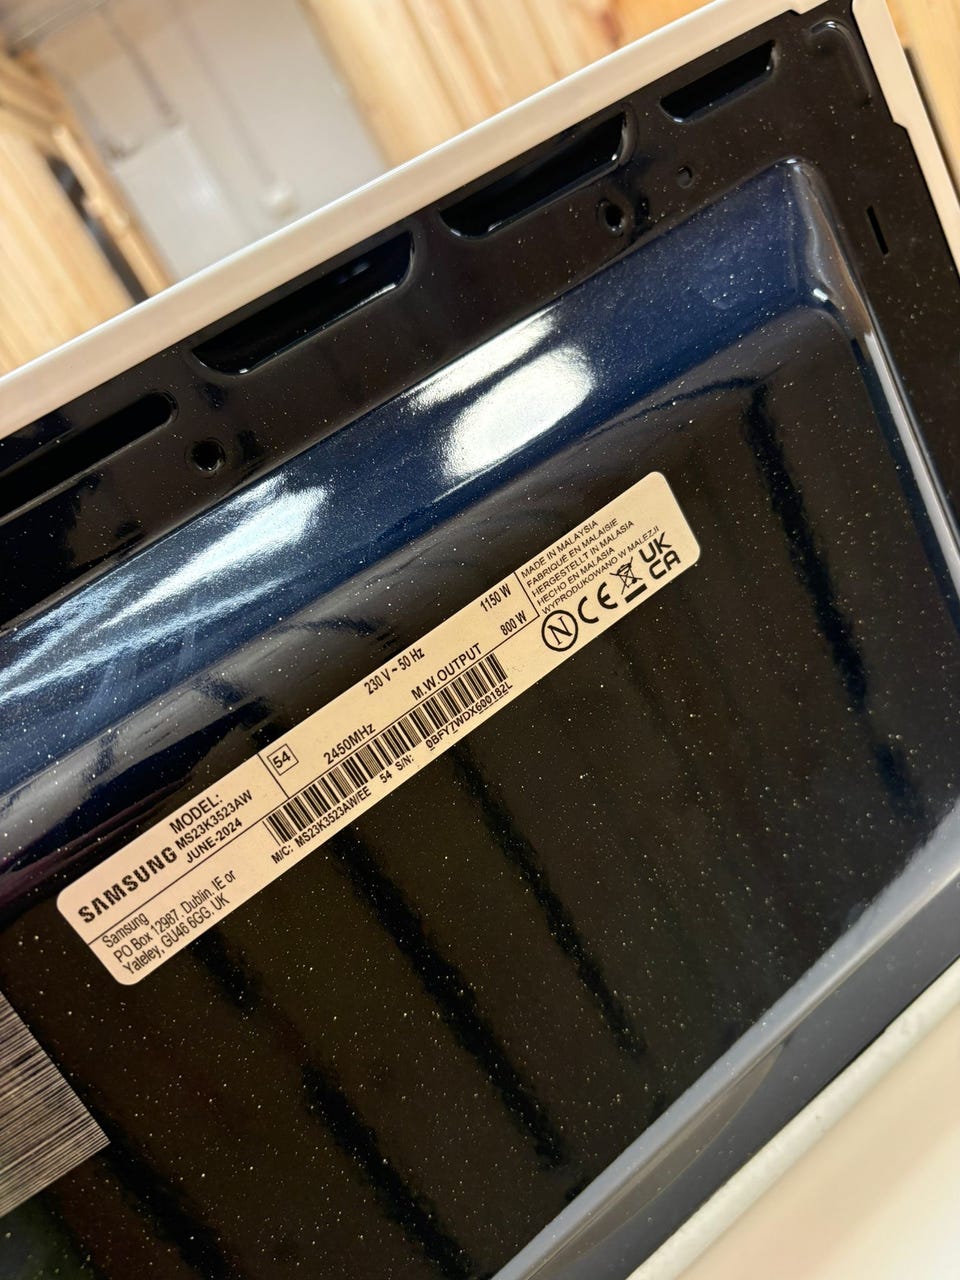 SAMSUNG
MODEL:
MS23K3523AW
JUNE-2024
Samsung
PO Box 12987, Dublin. IE or
Yateley, GU46 6GG. UK
54
230 V ~ 50 Hz
1150 W
2450MHz
M.W.OUTPUT
800 W
M/C: MS23K3523AW/EE 54 S/N: 0BFY7WDX600182L
MADE IN MALAYSIA
FABRIQUÉ EN MALAISIE
HERGESTELLT IN MALASIA
HECHO EN MALASIA
WYPRODUKOWANO W MALEZJI
N CE UK
CA